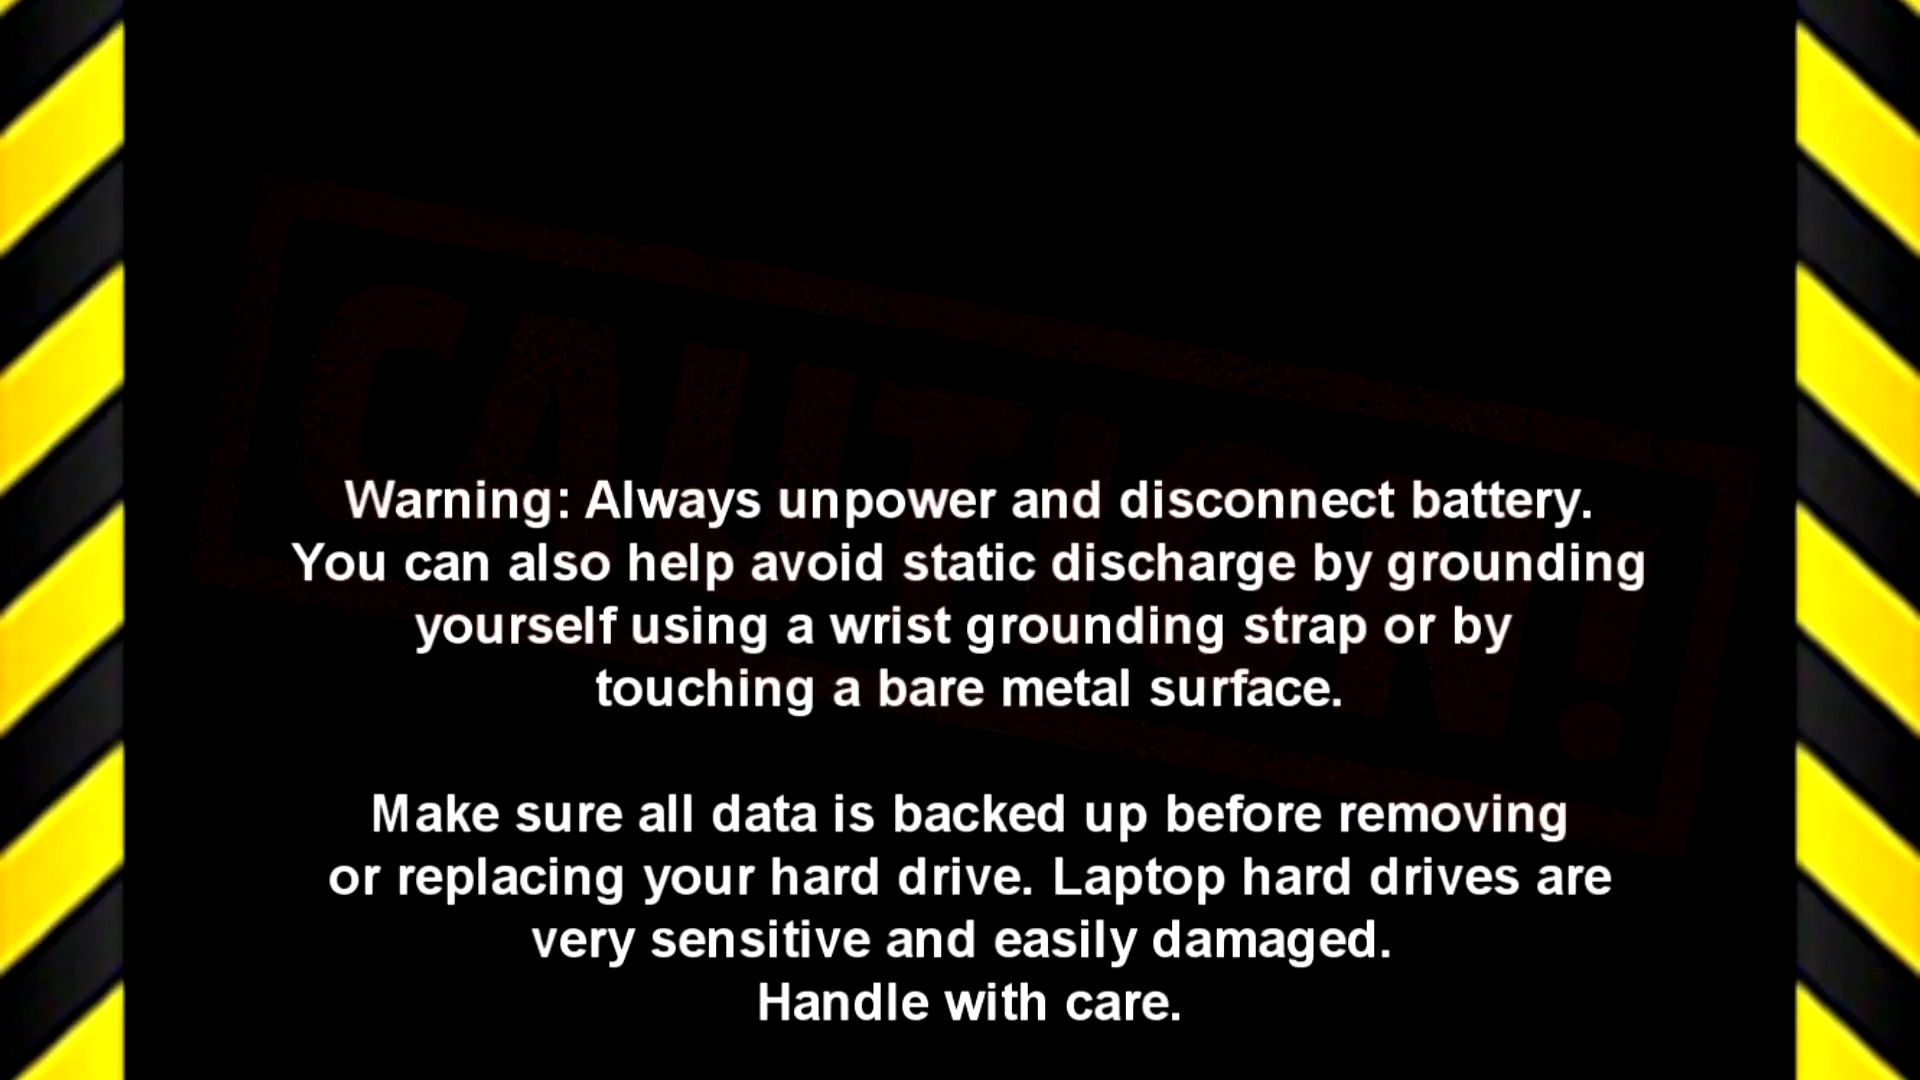 CAUTION!
Warning: Always unpower and disconnect battery.
You can also help avoid static discharge by grounding
yourself using a wrist grounding strap or by
touching a bare metal surface.
Make sure all data is backed up before removing
or replacing your hard drive. Laptop hard drives are
very sensitive and easily damaged.
Handle with care.